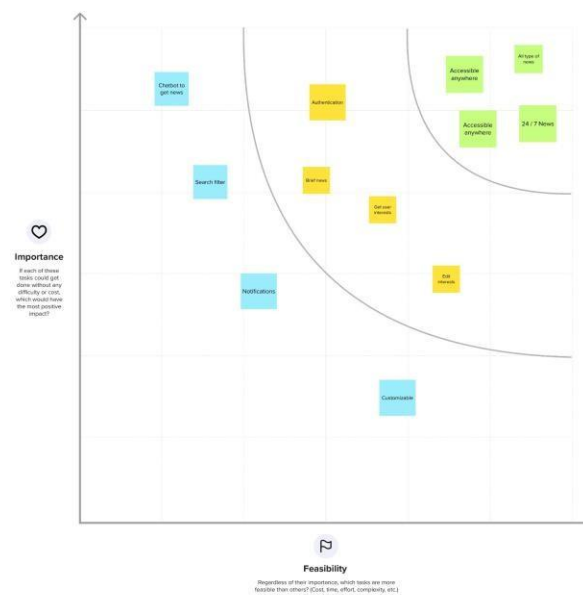 All type of
news
Accessible
anywhere
Chatbot to
get news
Authentication
Accessible
anywhere
24 / 7 News
Brief news
Search filter
Get user
interests
Importance
If each of these
tasks could get
done without any
difficulty or cost,
which would have
the most positive
impact?
Edit
interests
Notifications
Customizable
Feasibility
Regardless of their importance, which tasks are more
feasible than others? (Cost, time, effort, complexity, etc.)